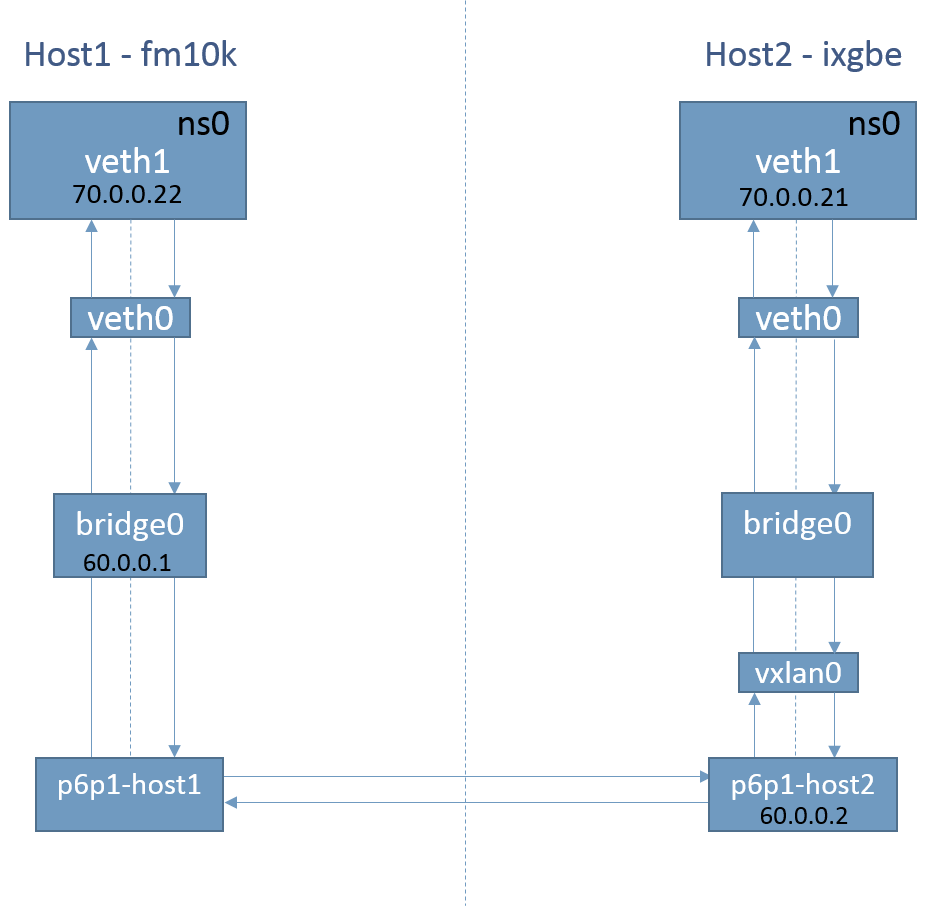 Host1 - fm10k
ns0
veth1
70.0.0.22
veth0
bridge0
60.0.0.1
p6p1-host1
Host2 - ixgbe
ns0
veth1
70.0.0.21
veth0
bridge0
vxlan0
p6p1-host2
60.0.0.2